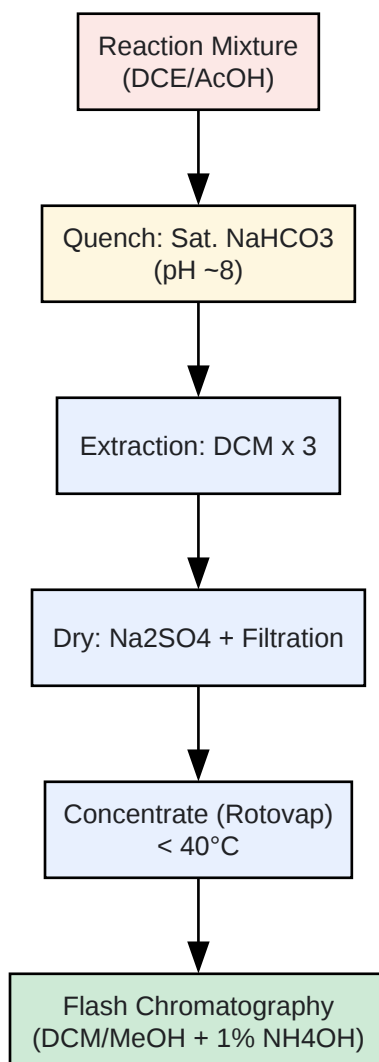 Reaction Mixture
(DCE/AcOH)
Quench: Sat. NaHCO3
(pH ~8)
Extraction: DCM x 3
Dry: Na2SO4 + Filtration
Concentrate (Rotovap)
< 40°C
Flash Chromatography
(DCM/MeOH + 1% NH4OH)